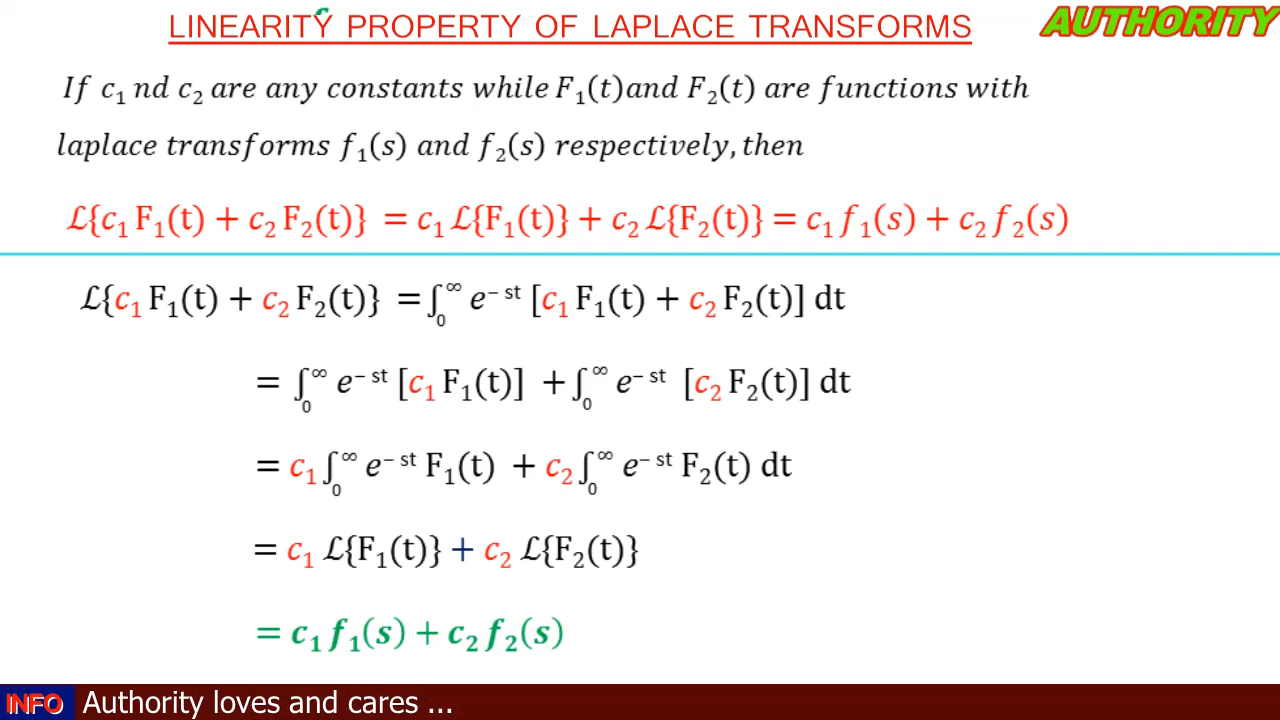 LINEARITY PROPERTY OF LAPLACE TRANSFORMS
AUTHORITY
If c₁ nd c₂ are any constants while F₁(t)and F₂(t) are functions with
laplace transforms f₁(s) and f₂(s) respectively, then
ℒ{c₁ F₁(t) + c₂ F₂(t)} = c₁ ℒ{F₁(t)} + c₂ ℒ{F₂(t)} = c₁ f₁(s) + c₂ f₂(s)
ℒ{c₁ F₁(t) + c₂ F₂(t)} = ∫₀^∞ e^(− st) [c₁ F₁(t) + c₂ F₂(t)] dt
= ∫₀^∞ e^(− st) [c₁ F₁(t)] + ∫₀^∞ e^(− st) [c₂ F₂(t)] dt
= c₁ ∫₀^∞ e^(− st) F₁(t) + c₂ ∫₀^∞ e^(− st) F₂(t) dt
= c₁ ℒ{F₁(t)} + c₂ ℒ{F₂(t)}
= c₁ f₁(s) + c₂ f₂(s)
INFO Authority loves and cares ...